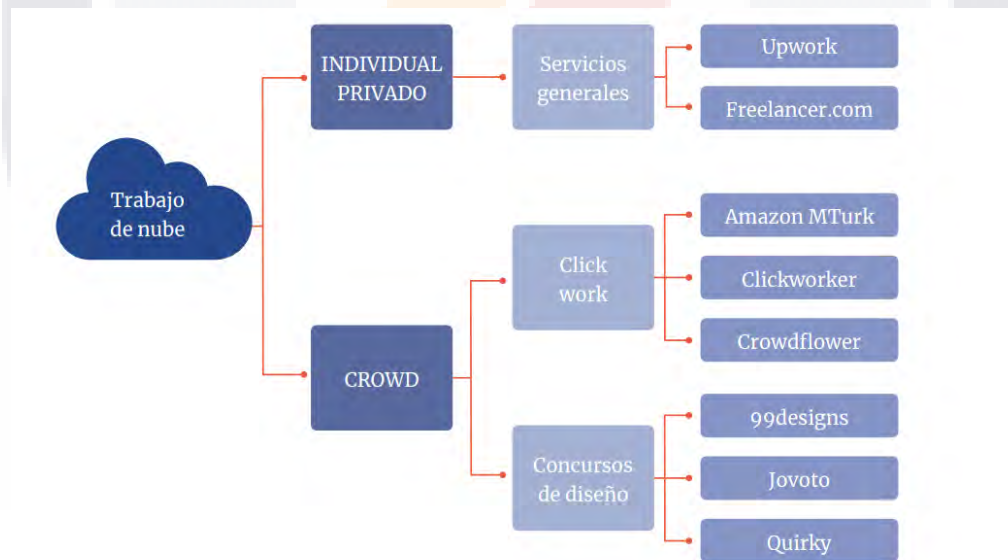 Trabajo
de nube
INDIVIDUAL
PRIVADO
Servicios
generales
Upwork
Freelancer.com
CROWD
Click
work
Amazon MTurk
Clickworker
Crowdflower
Concursos
de diseño
99designs
Jovoto
Quirky